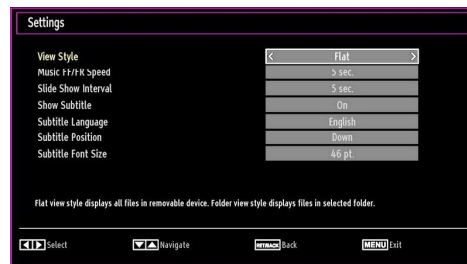 Settings
View Style < Flat >
Music FF/FR Speed 5 sec.
Slide Show Interval 5 sec.
Show Subtitle On
Subtitle Language English
Subtitle Position Down
Subtitle Font Size 46 pt.
Flat view style displays all files in removable device. Folder view style displays files in selected folder.
Select Navigate RET/BACK Back MENU Exit